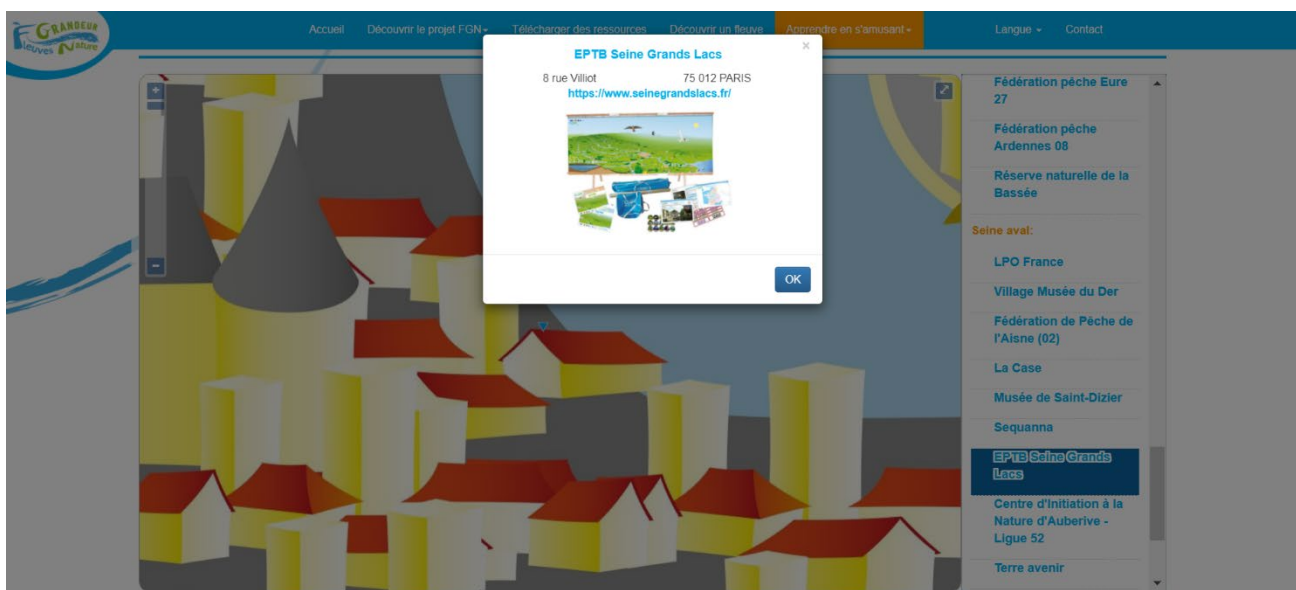 GRANDEUR
Fleuves Nature
Accueil
Découvrir le projet FGN
Télécharger des ressources
Découvrir un fleuve
Apprendre en s'amusant
Langue
Contact
×
EPTB Seine Grands Lacs
8 rue Villiot 75 012 PARIS
https://www.seinegrandslacs.fr/
OK
+
-
Fédération pêche Eure
27
Fédération pêche
Ardennes 08
Réserve naturelle de la
Bassée
Seine aval:
LPO France
Village Musée du Der
Fédération de Pêche de
l'Aisne (02)
La Case
Musée de Saint-Dizier
Sequanna
EPTB Seine Grands
Lacs
Centre d'Initiation à la
Nature d'Auberive -
Ligue 52
Terre avenir